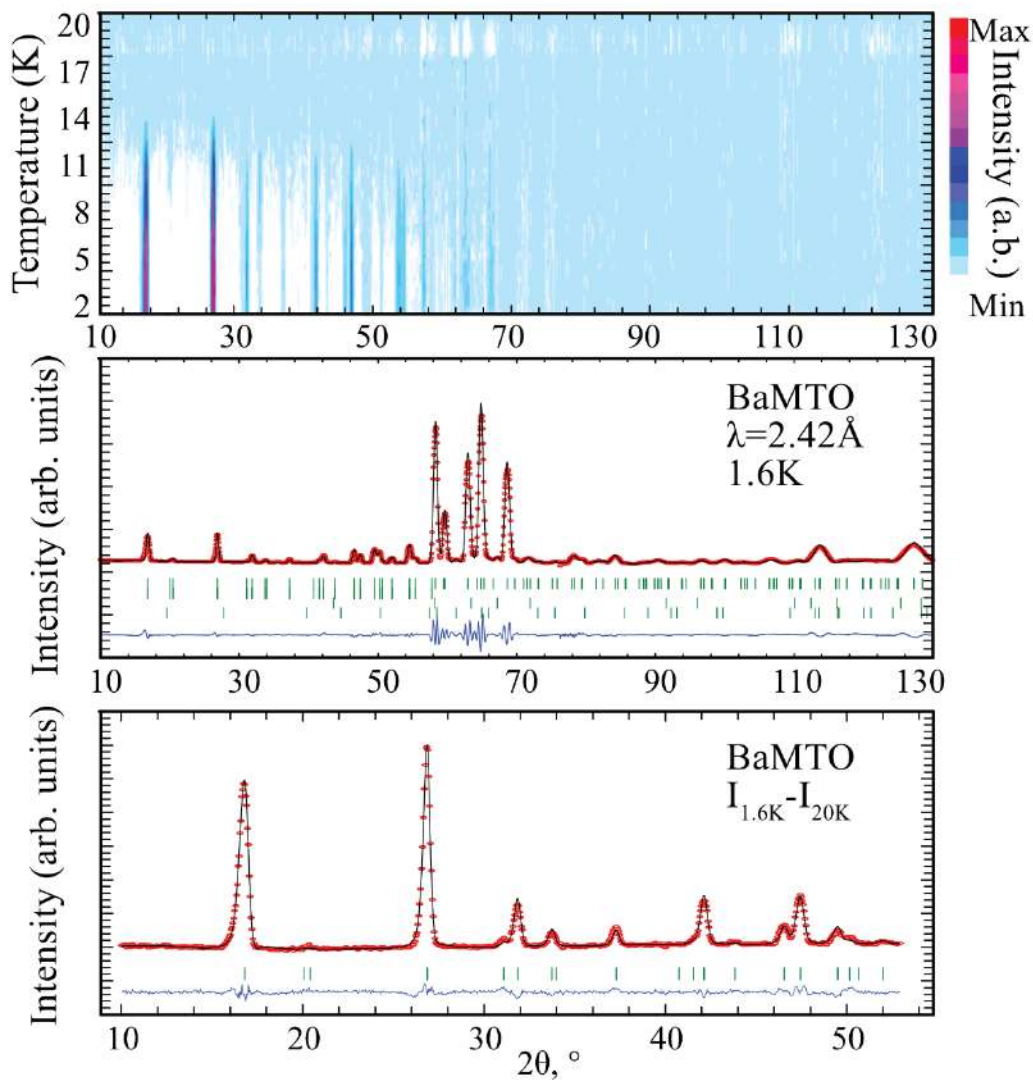 Temperature (K)
20
17
14
11
8
5
2
10 30 50 70 90 110 130
Max
Intensity (a.b.)
Min
Intensity (arb. units)
BaMTO
λ=2.42Å
1.6K
10 30 50 70 90 110 130
Intensity (arb. units)
BaMTO
I1.6K-I20K
10 20 30 40 50
2θ, °